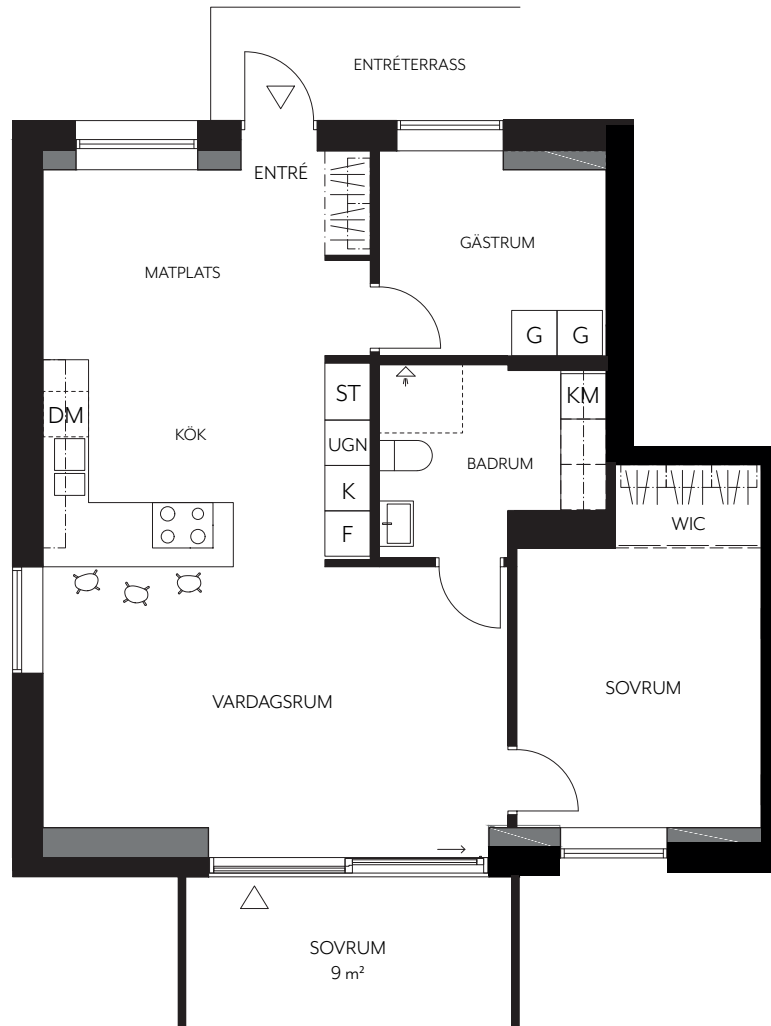 ENTRÉTERRASS
ENTRÉ
GÄSTRUM
MATPLATS
G G
ST
KM
DM
KÖK
UGN
BADRUM
K
WIC
F
SOVRUM
VARDAGSRUM
SOVRUM
9 m²